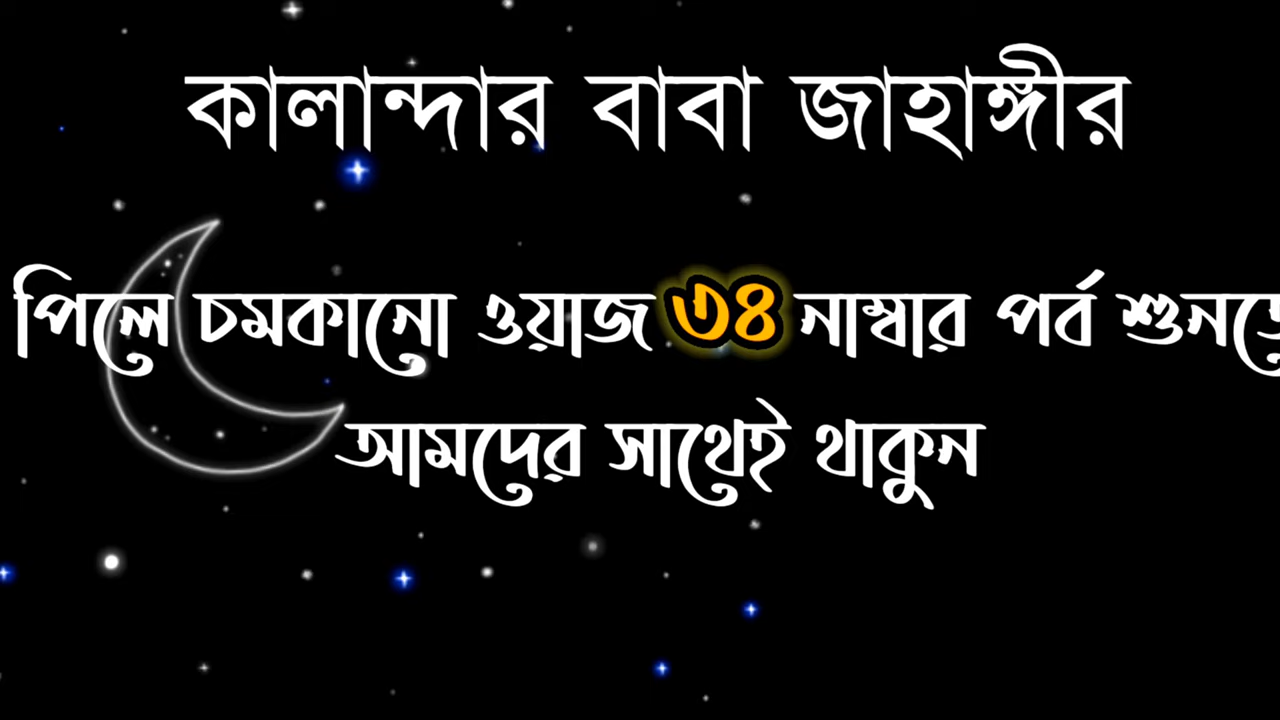 কালান্দার বাবা জাহাঙ্গীর
পিলে চমকানো ওয়াজ ৩৪ নাম্বার পর্ব শুনতে
আমদের সাথেই থাকুন